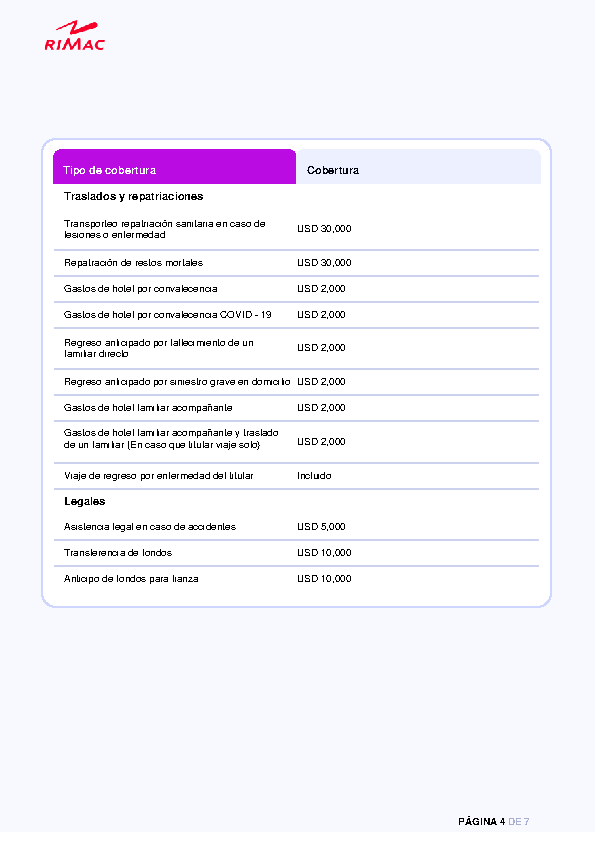 RIMAC
Tipo de cobertura
Cobertura
Traslados y repatriaciones
Transporteo repatriación sanitaria en caso de
lesiones o enfermedad
USD 30,000
Repatración de restos mortales
USD 30,000
Gastos de hotel por convalecencia
USD 2,000
Gastos de hotel por convalecencia COVID - 19
USD 2,000
Regreso anticipado por fallecimiento de un
familiar directo
USD 2,000
Regreso anticipado por siniestro grave en domicilio
USD 2,000
Gastos de hotel familiar acompañante
USD 2,000
Gastos de hotel familiar acompañante y traslado
de un familiar (En caso que titular viaje solo)
USD 2,000
Viaje de regreso por enfermedad del titular
Incluido
Legales
Asistencia legal en caso de accidentes
USD 5,000
Transferencia de fondos
USD 10,000
Anticipo de fondos para fianza
USD 10,000
PÁGINA 4 DE 7